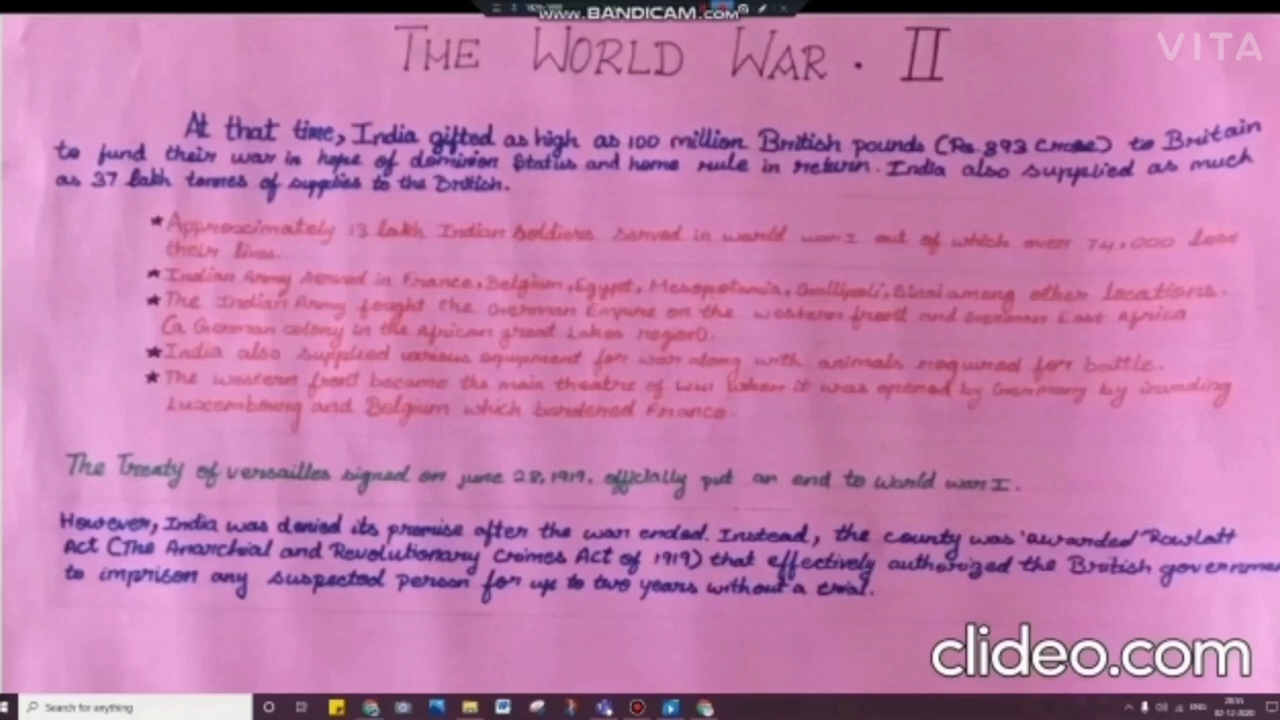 www.BANDICAM.com
VITA
THE WORLD WAR. II
At that time, India gifted as high as 100 million British pounds (Rs 893 crore) to Britain
to fund their war in hope of dominion status and home rule in return. India also supplied as much
as 37 lakh tonnes of supplies to the British.
* Approximately 13 lakh Indian soldiers served in world war I out of which over 74,000 lost
their lives.
* Indian Army served in France, Belgium, Egypt, Mesopotamia, Gallipoli, Sinai among other locations.
* The Indian Army fought the German Empire on the western front and German East Africa
(a German colony in the African great Lakes region).
* India also supplied various equipment for war along with animals required for battle.
* The western front became the main theatre of WWI when it was opened by Germany by invading
Luxembourg and Belgium which bordered France.
The Treaty of versailles signed on june 28, 1919, officially put an end to World war I.
However, India was denied its promise after the war ended. Instead, the county was 'awarded' Rowlatt
Act (The Anarchial and Revolutionary Crimes Act of 1919) that effectively authorized the British governmen
to imprison any suspected person for up to two years without a trial.
clideo.com
Search for anything
ENG
02-12-2020